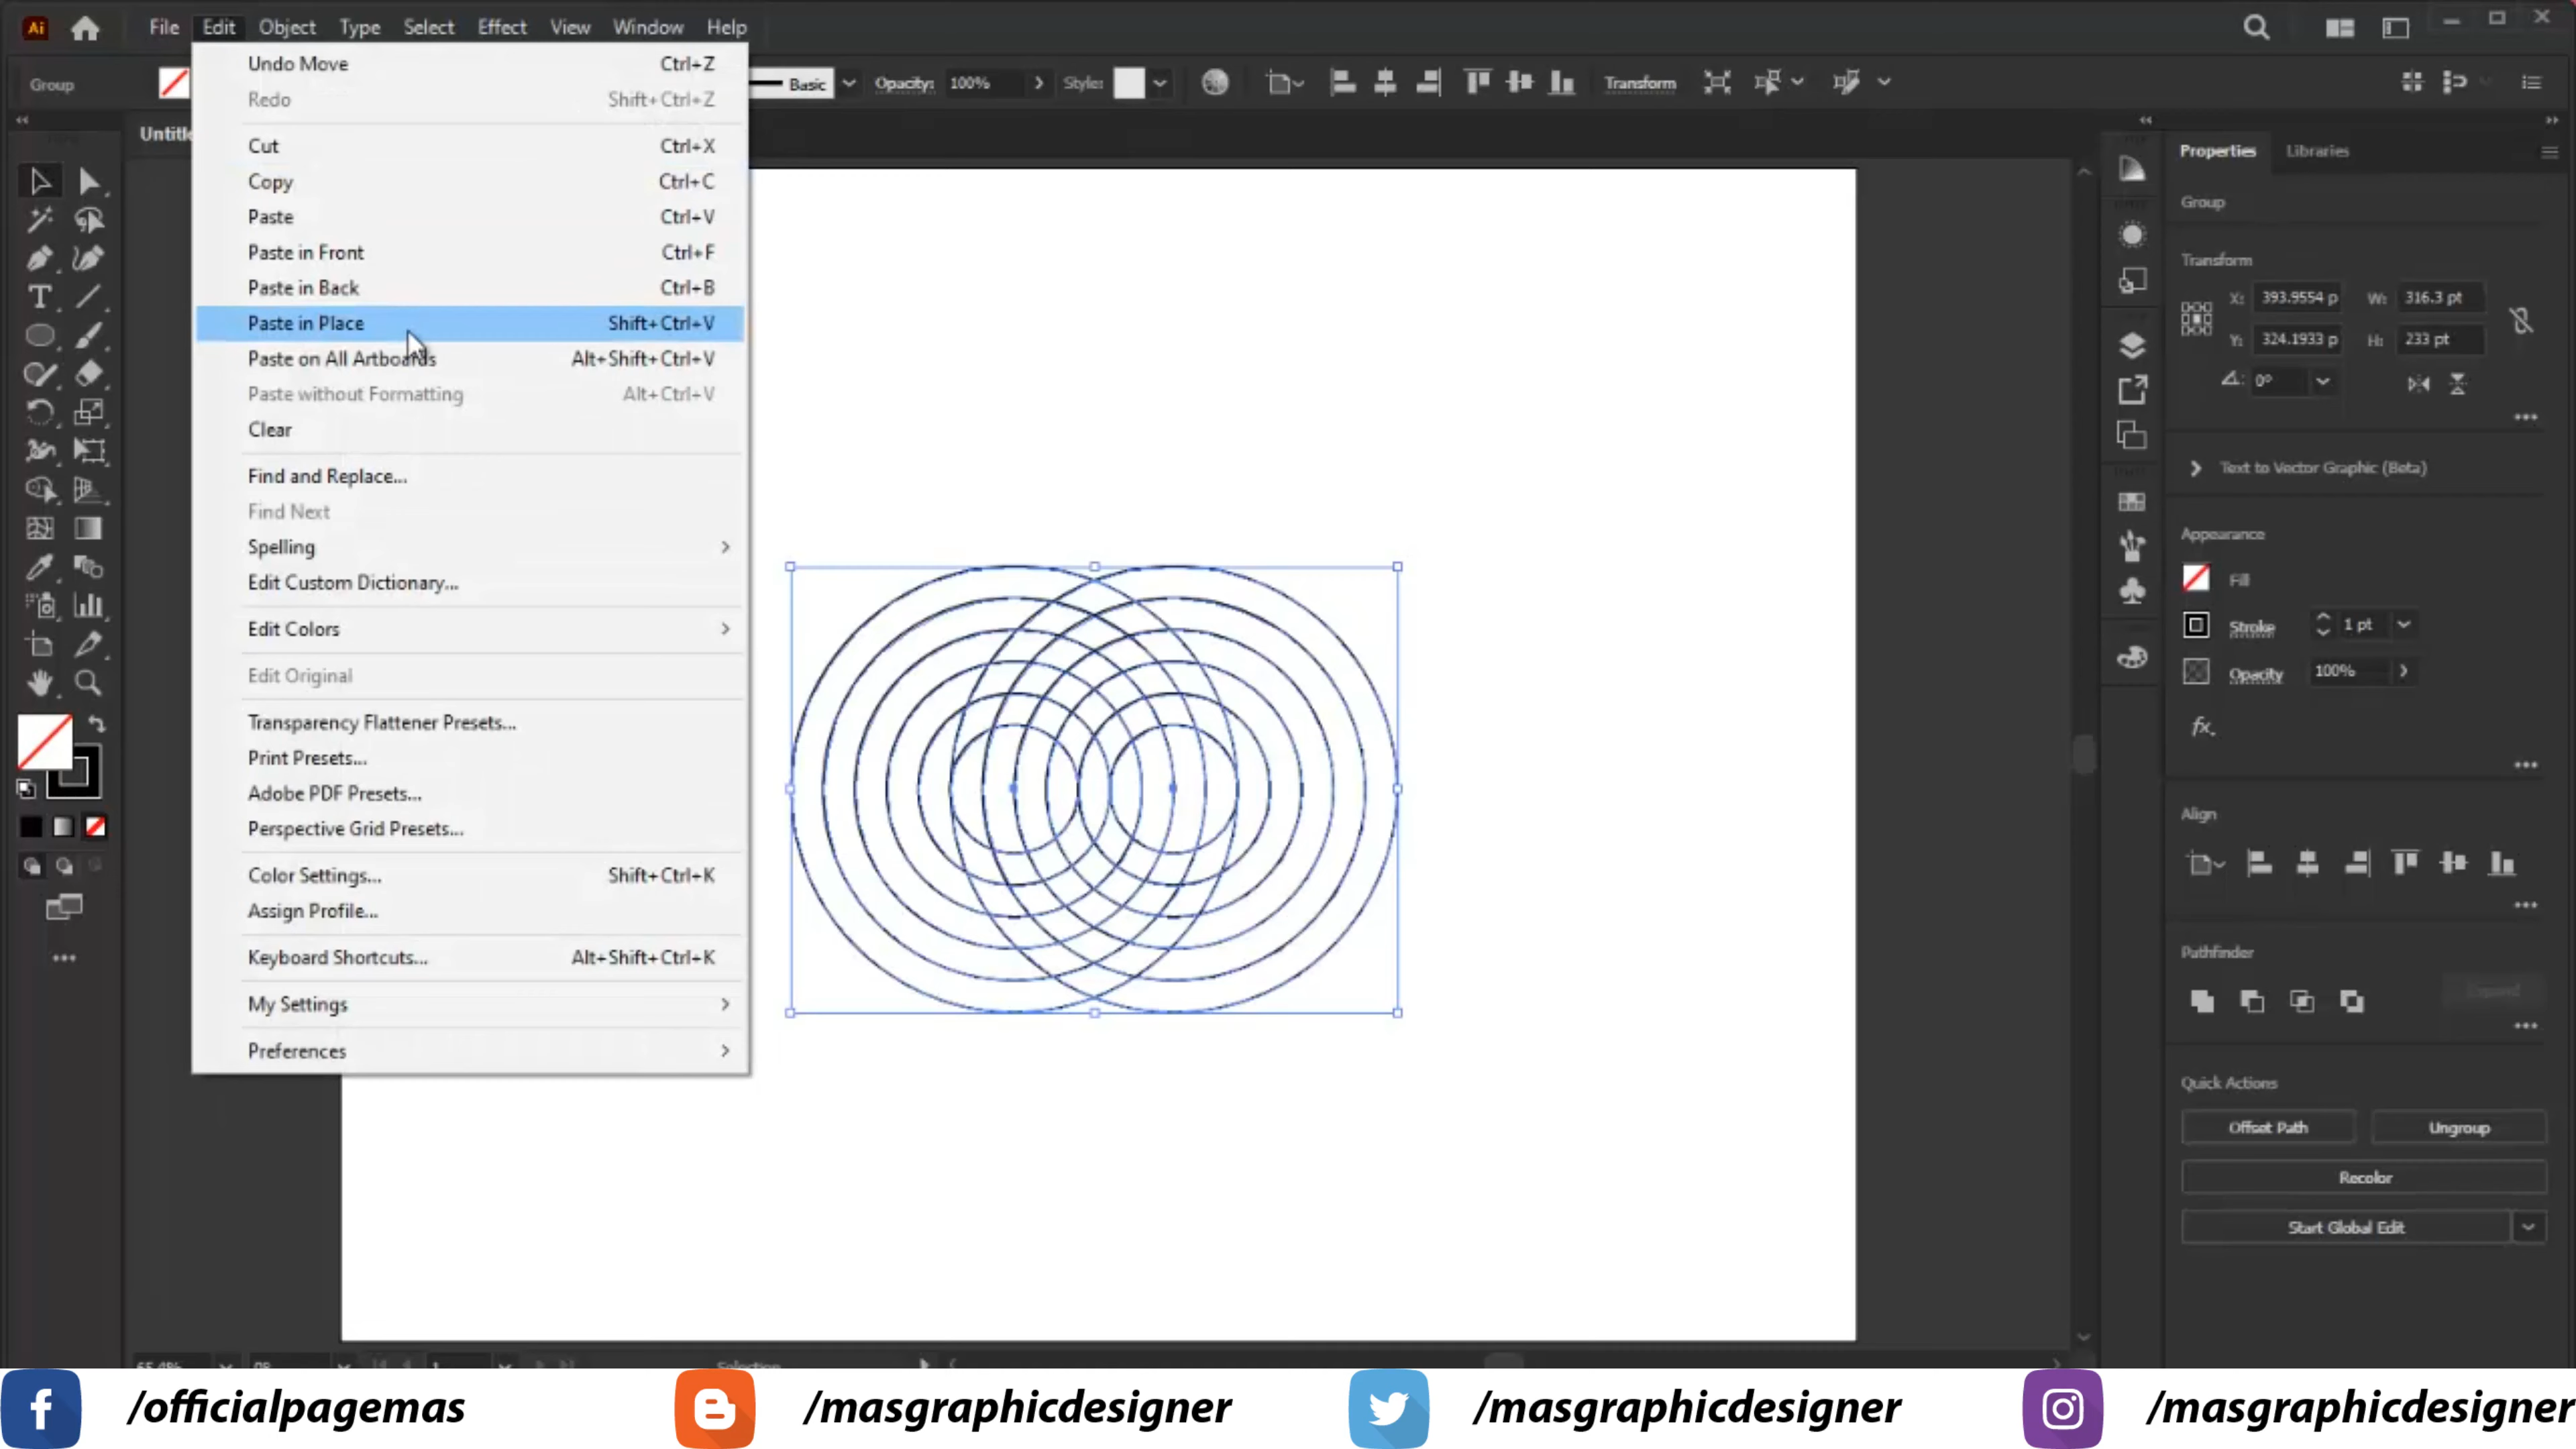 Ai File Edit Object Type Select Effect View Window Help
Group Basic Opacity: 100% Style: Transform
Untitle
Undo Move Ctrl+Z
Redo Shift+Ctrl+Z
Cut Ctrl+X
Copy Ctrl+C
Paste Ctrl+V
Paste in Front Ctrl+F
Paste in Back Ctrl+B
Paste in Place Shift+Ctrl+V
Paste on All Artboards Alt+Shift+Ctrl+V
Paste without Formatting Alt+Ctrl+V
Clear
Find and Replace...
Find Next
Spelling
Edit Custom Dictionary...
Edit Colors
Edit Original
Transparency Flattener Presets...
Print Presets...
Adobe PDF Presets...
Perspective Grid Presets...
Color Settings... Shift+Ctrl+K
Assign Profile...
Keyboard Shortcuts... Alt+Shift+Ctrl+K
My Settings
Preferences
Properties Libraries
Group
Transform
X: 393.9554 p W: 316.3 pt
Y: 324.1933 p H: 233 pt
0°
Text to Vector Graphic (Beta)
Appearance
Fill
Stroke 1 pt
Opacity 100%
fx.
Align
Pathfinder
Expand
Quick Actions
Offset Path Ungroup
Recolor
Start Global Edit
Selection
/officialpagemas /masgraphicdesigner /masgraphicdesigner /masgraphicdesigner